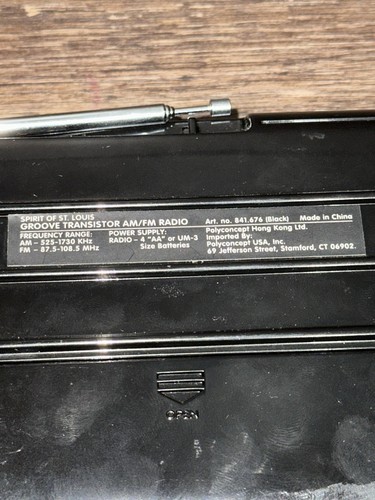 SPIRIT OF ST. LOUIS
GROOVE TRANSISTOR AM/FM RADIO
FREQUENCY RANGE:
AM – 525-1730 KHz
FM – 87.5-108.5 MHz
POWER SUPPLY:
RADIO – 4 "AA" or UM-3
Size Batteries
Art. no. 841.676 (Black) Made in China
Polyconcept Hong Kong Ltd.
Imported By:
Polyconcept USA, Inc.
69 Jefferson Street, Stamford, CT 06902.
OPEN